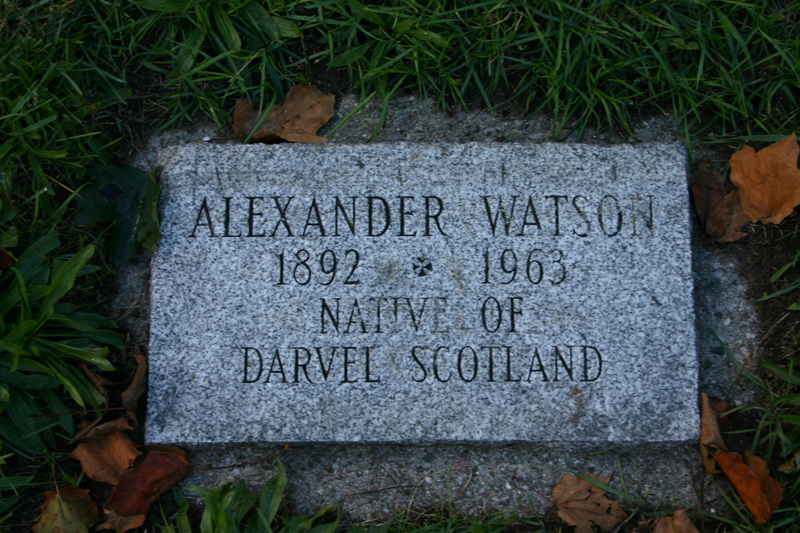 ALEXANDER WATSON
1892 ✠ 1963
NATIVE OF
DARVEL SCOTLAND